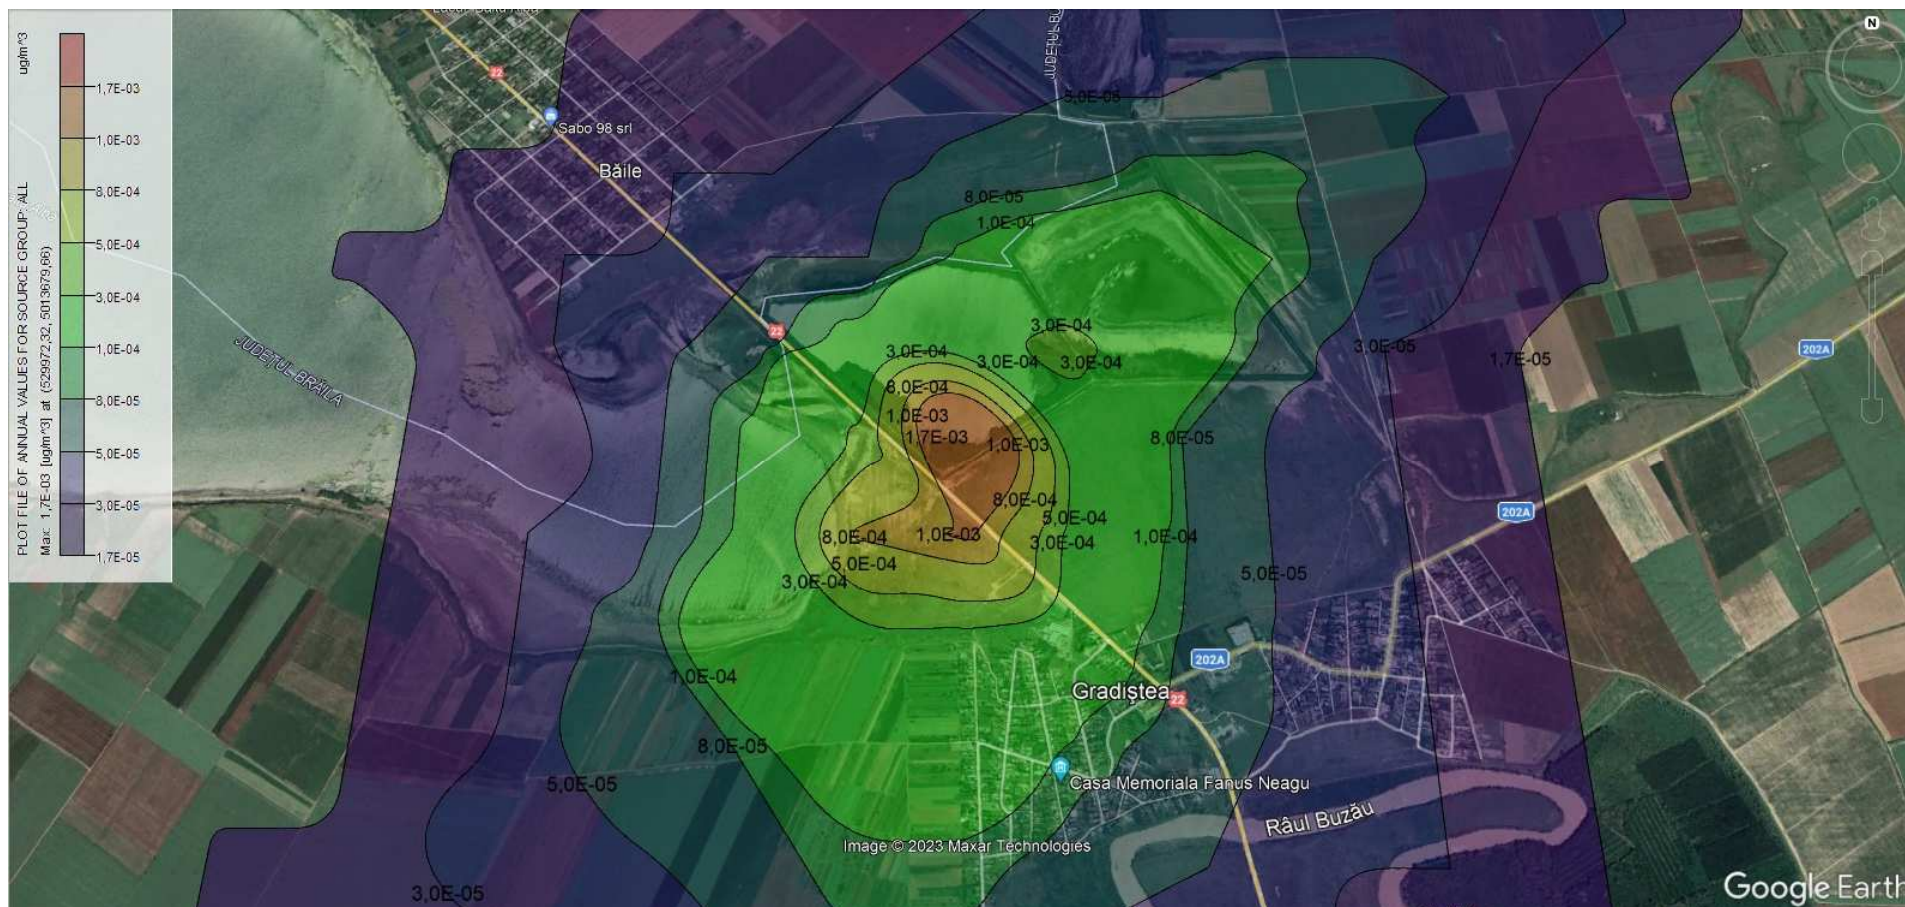 PLOT FILE OF ANNUAL VALUES FOR SOURCE GROUP: ALL
Max: 1,7E-03 [ug/m^3] at (529972,32, 5013679,66)
ug/m^3
1,7E-03
1,0E-03
8,0E-04
5,0E-04
3,0E-04
1,0E-04
8,0E-05
5,0E-05
3,0E-05
1,7E-05
N
22
Sabo 98 srl
Băile
JUDEȚUL
5,0E-05
8,0E-05
1,0E-04
22
JUDEȚUL BRĂILA
3,0E-04
3,0E-04
3,0E-04
3,0E-04
3,0E-05
1,7E-05
202A
8,0E-04
1,0E-03
1,7E-03
1,0E-03
8,0E-05
8,0E-04
5,0E-04
202A
8,0E-04
1,0E-03
3,0E-04
1,0E-04
5,0E-04
3,0E-04
5,0E-05
202A
1,0E-04
Gradiștea
22
8,0E-05
5,0E-05
Casa Memoriala Fanus Neagu
Râul Buzău
Image © 2023 Maxar Technologies
3,0E-05
Google Earth